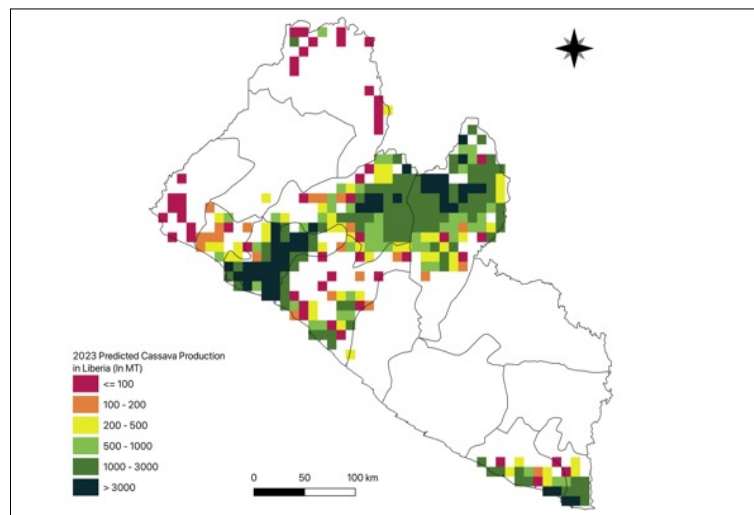 2023 Predicted Cassava Production
in Liberia (In MT)
<= 100
100 - 200
200 - 500
500 - 1000
1000 - 3000
> 3000
0 50 100 km